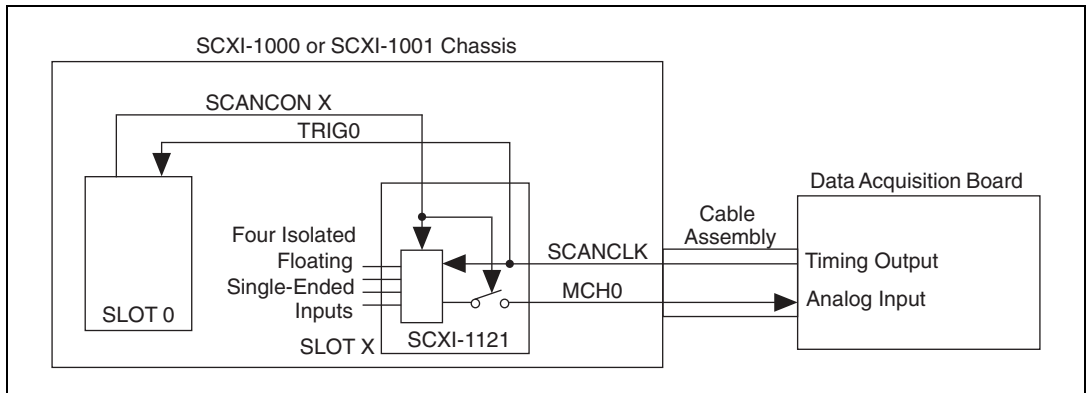 SCXI-1000 or SCXI-1001 Chassis
SCANCON X
TRIG0
Data Acquisition Board
Cable
Assembly
Four Isolated
Floating
Single-Ended
Inputs
SCANCLK
Timing Output
MCH0
Analog Input
SLOT 0
SCXI-1121
SLOT X